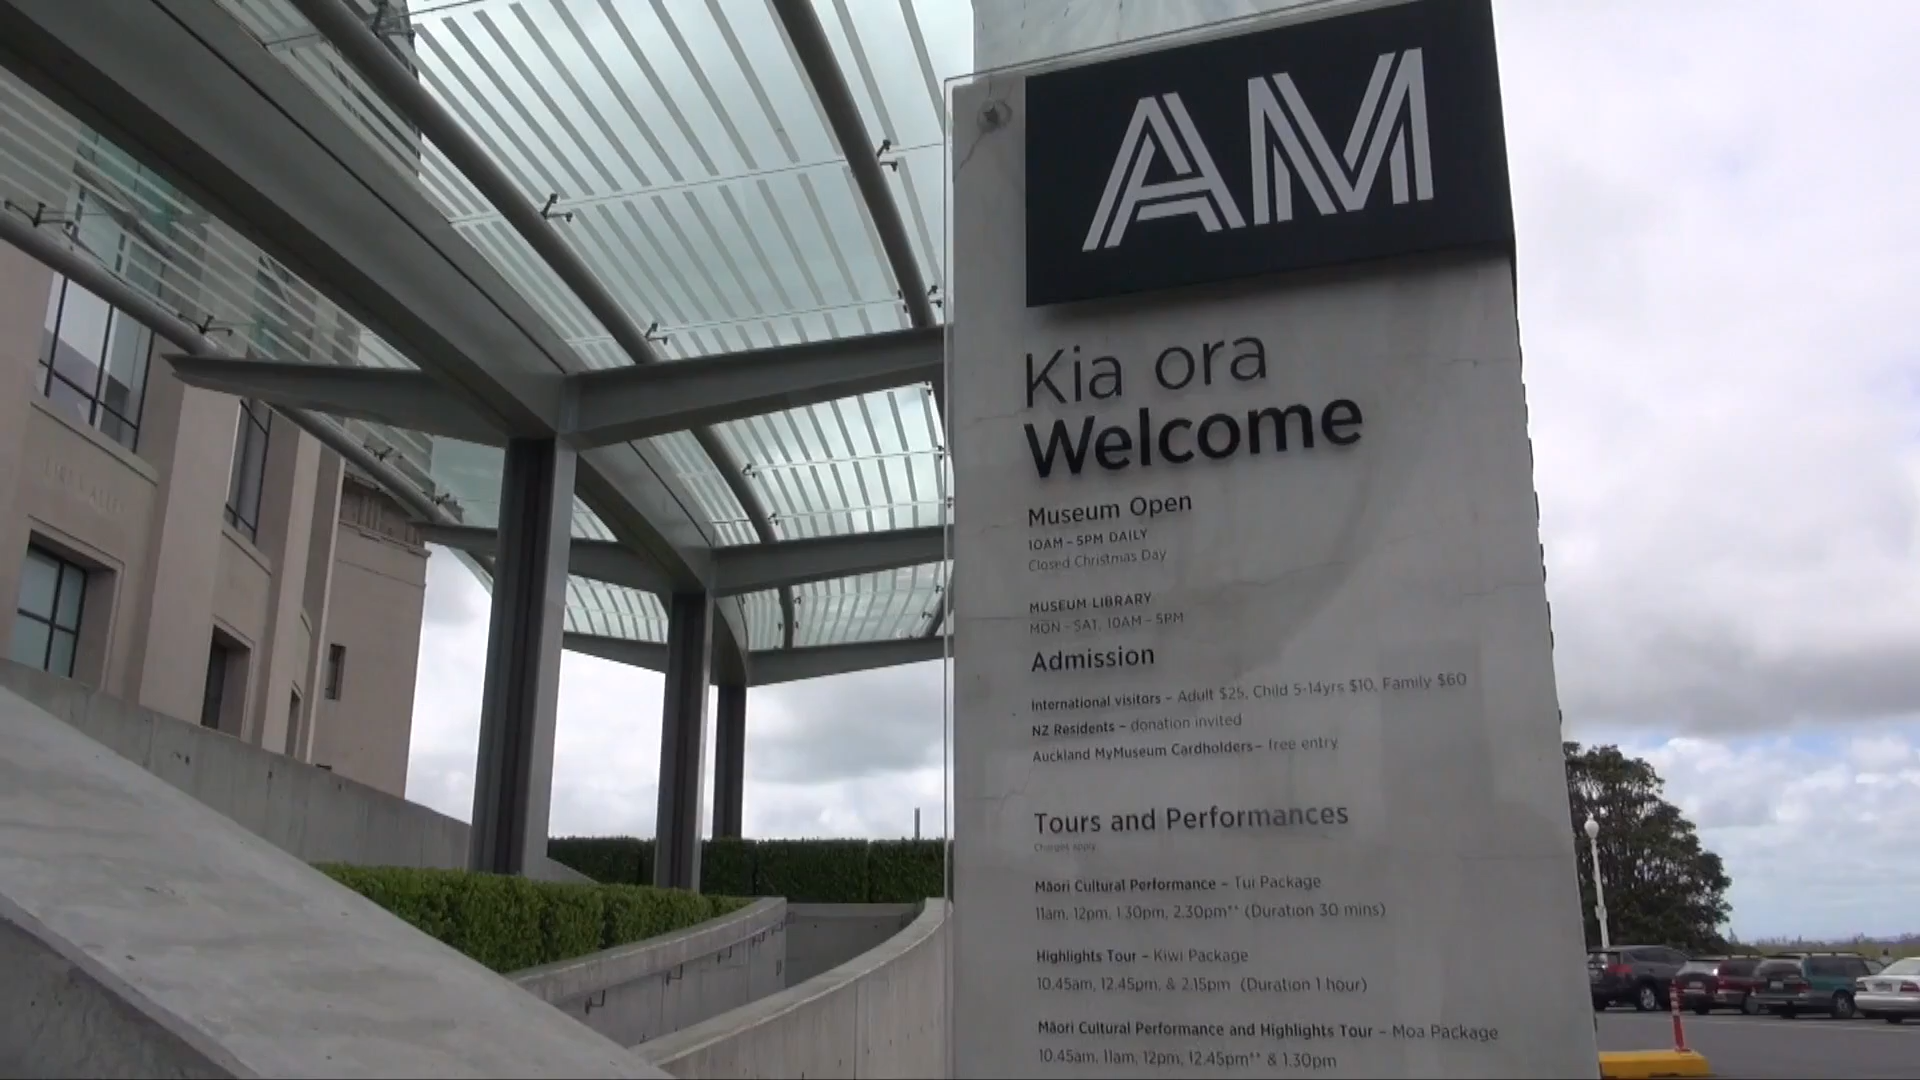 AM
Kia ora
Welcome
Museum Open
10AM – 5PM DAILY
Closed Christmas Day
MUSEUM LIBRARY
MON – SAT, 10AM – 5PM
Admission
International visitors – Adult $25, Child 5-14yrs $10, Family $60
NZ Residents – donation invited
Auckland MyMuseum Cardholders– free entry
Tours and Performances
Charges apply
Māori Cultural Performance – Tui Package
11am, 12pm, 1.30pm, 2.30pm** (Duration 30 mins)
Highlights Tour – Kiwi Package
10.45am, 12.45pm, & 2.15pm (Duration 1 hour)
Māori Cultural Performance and Highlights Tour – Moa Package
10.45am, 11am, 12pm, 12.45pm** & 1.30pm